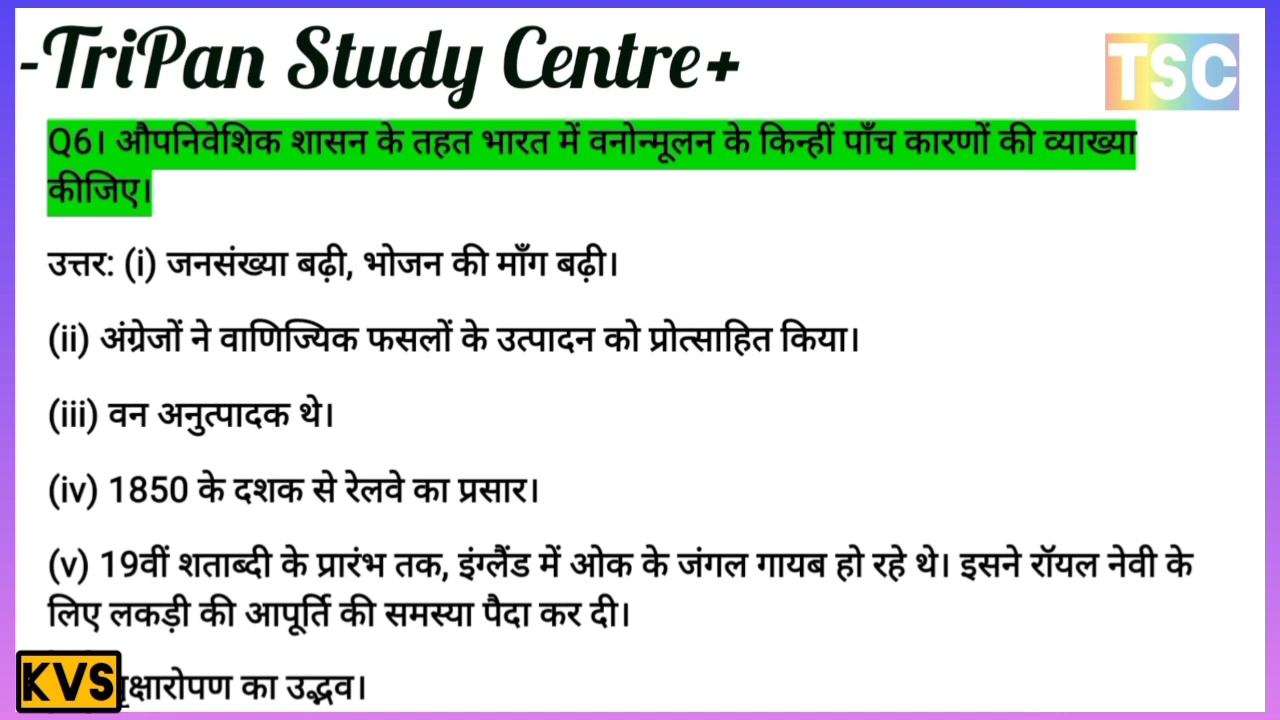 -TriPan Study Centre+
TSC
Q6। औपनिवेशिक शासन के तहत भारत में वनोन्मूलन के किन्हीं पाँच कारणों की व्याख्या
कीजिए।
उत्तर: (i) जनसंख्या बढ़ी, भोजन की माँग बढ़ी।
(ii) अंग्रेजों ने वाणिज्यिक फसलों के उत्पादन को प्रोत्साहित किया।
(iii) वन अनुत्पादक थे।
(iv) 1850 के दशक से रेलवे का प्रसार।
(v) 19वीं शताब्दी के प्रारंभ तक, इंग्लैंड में ओक के जंगल गायब हो रहे थे। इसने रॉयल नेवी के
लिए लकड़ी की आपूर्ति की समस्या पैदा कर दी।
KVS का उद्भव।